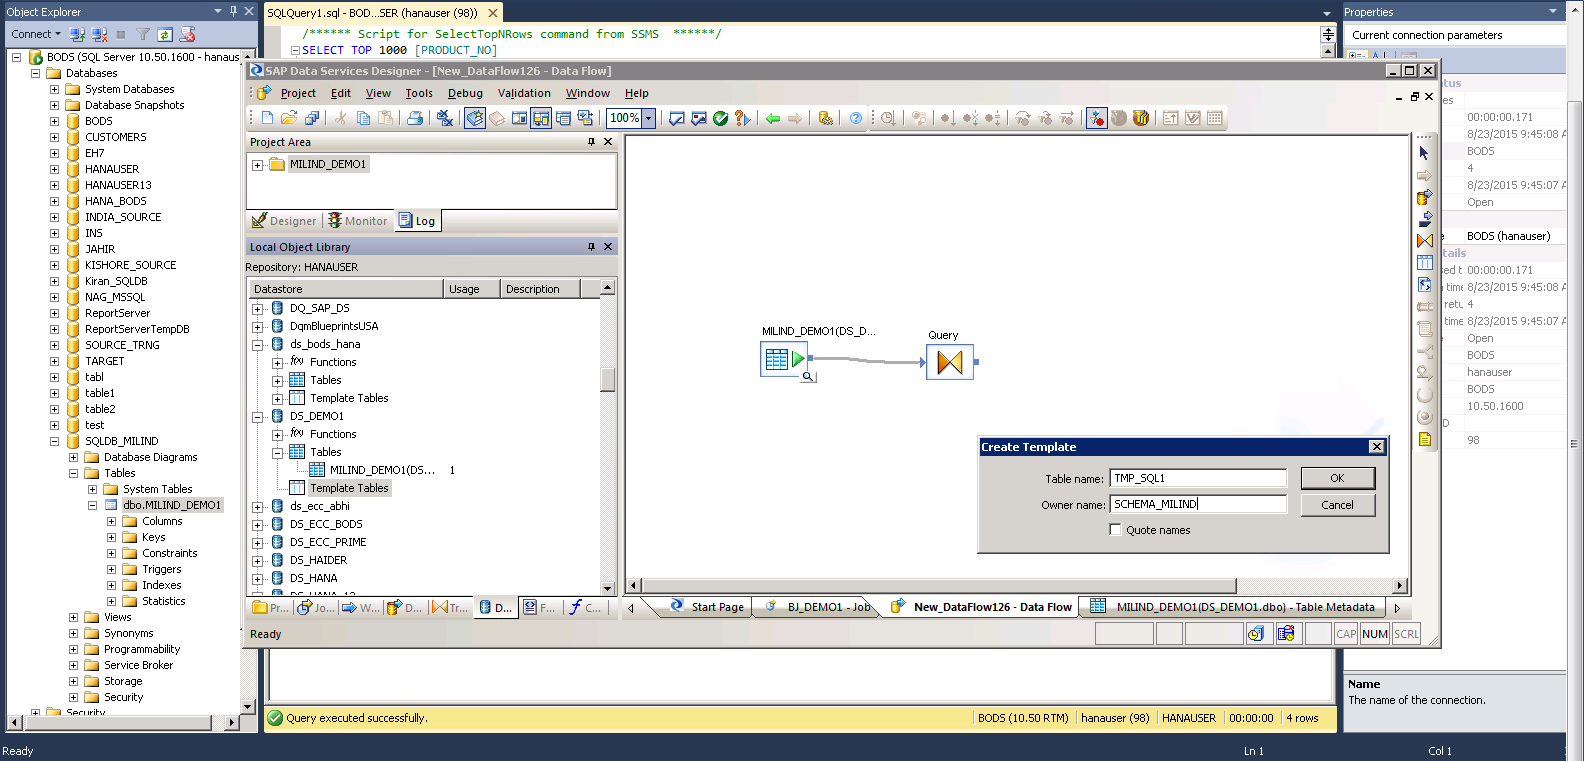 Object Explorer
Connect
BODS (SQL Server 10.50.1600 - hanaus
Databases
System Databases
Database Snapshots
BODS
CUSTOMERS
EH7
HANAUSER
HANAUSER13
HANA_BODS
INDIA_SOURCE
INS
JAHIR
KISHORE_SOURCE
Kiran_SQLDB
NAG_MSSQL
ReportServer
ReportServerTempDB
SOURCE_TRNG
TARGET
tabl
table1
table2
test
SQLDB_MILIND
Database Diagrams
Tables
System Tables
dbo.MILIND_DEMO1
Columns
Keys
Constraints
Triggers
Indexes
Statistics
Views
Synonyms
Programmability
Service Broker
Storage
Security
Security
Ready
SQLQuery1.sql - BOD...SER (hanauser (98))
/****** Script for SelectTopNRows command from SSMS ******/
SELECT TOP 1000 [PRODUCT_NO]
SAP Data Services Designer - [New_DataFlow126 - Data Flow]
Project Edit View Tools Debug Validation Window Help
100%
Project Area
MILIND_DEMO1
Designer Monitor Log
Local Object Library
Repository: HANAUSER
Datastore Usage Description
DQ_SAP_DS
DqmBlueprintsUSA
ds_bods_hana
Functions
Tables
Template Tables
DS_DEMO1
Functions
Tables
MILIND_DEMO1(DS... 1
Template Tables
ds_ecc_abhi
DS_ECC_BODS
DS_ECC_PRIME
DS_HAIDER
DS_HANA
Pr... Jo... W... D... Tr... D... F... C...
Ready
MILIND_DEMO1(DS_D...
Query
Create Template
Table name: TMP_SQL1
OK
Owner name: SCHEMA_MILIND
Cancel
Quote names
Start Page BJ_DEMO1 - Job New_DataFlow126 - Data Flow MILIND_DEMO1(DS_DEMO1.dbo) - Table Metadata
CAP NUM SCRL
Query executed successfully.
BODS (10.50 RTM) hanauser (98) HANAUSER 00:00:00 4 rows
Ln 1 Col 1
Properties
Current connection parameters
00:00:00.171
8/23/2015 9:45:08 A
BODS
4
8/23/2015 9:45:07 A
Open
BODS (hanauser)
00:00:00.171
8/23/2015 9:45:08 A
4
8/23/2015 9:45:07 A
Open
BODS
hanauser
BODS
10.50.1600
98
Name
The name of the connection.